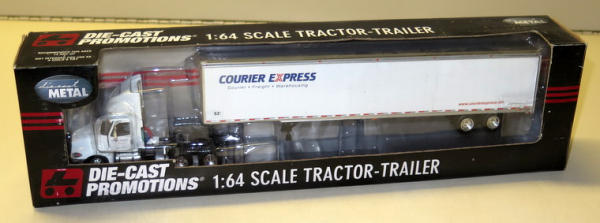 DIE-CAST
PROMOTIONS
®
1:64 SCALE TRACTOR-TRAILER
METAL
COURIER EXPRESS
Courier • Freight • Warehousing
DIE-CAST
PROMOTIONS
®
1:64 SCALE TRACTOR-TRAILER